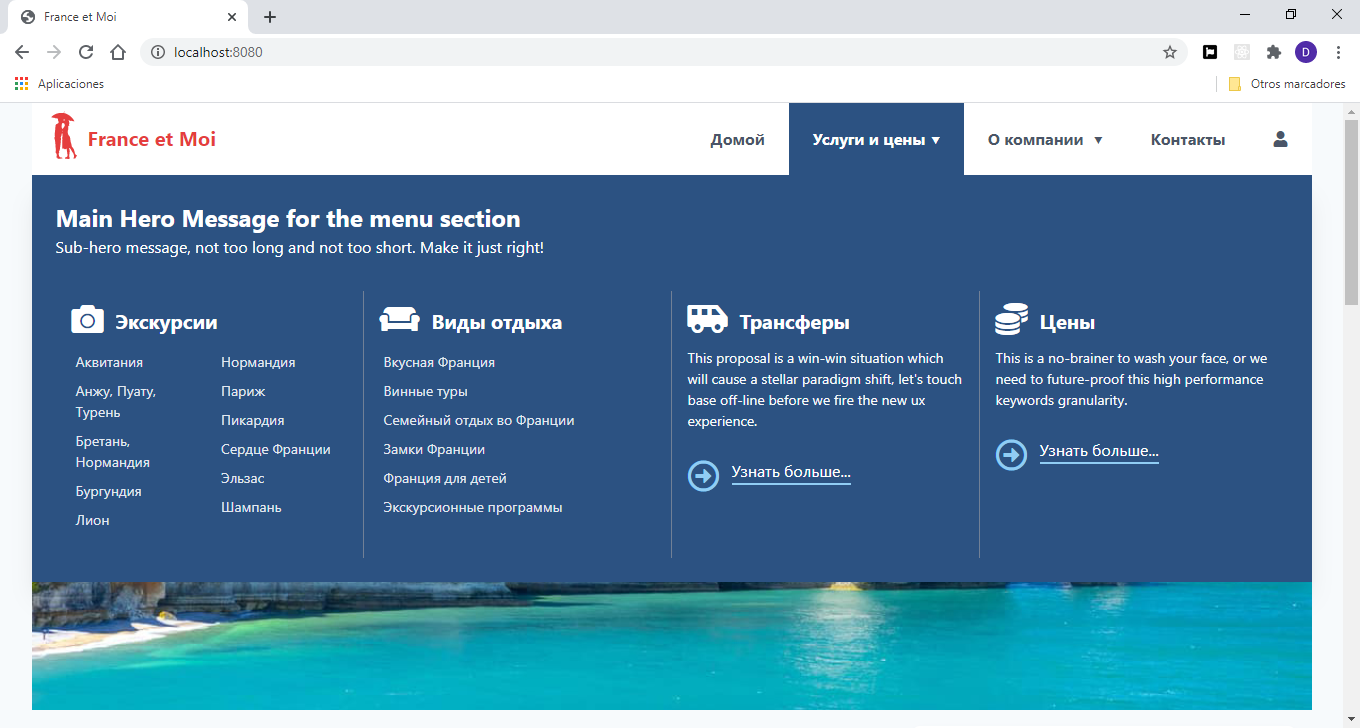 France et Moi
localhost:8080
D
Aplicaciones
Otros marcadores
France et Moi
Домой
Услуги и цены ▾
О компании ▾
Контакты
Main Hero Message for the menu section
Sub-hero message, not too long and not too short. Make it just right!
Экскурсии
Аквитания
Анжу, Пуату,
Турень
Бретань,
Нормандия
Бургундия
Лион
Нормандия
Париж
Пикардия
Сердце Франции
Эльзас
Шампань
Виды отдыха
Вкусная Франция
Винные туры
Семейный отдых во Франции
Замки Франции
Франция для детей
Экскурсионные программы
Трансферы
This proposal is a win-win situation which
will cause a stellar paradigm shift, let's touch
base off-line before we fire the new ux
experience.
Узнать больше...
Цены
This is a no-brainer to wash your face, or we
need to future-proof this high performance
keywords granularity.
Узнать больше...